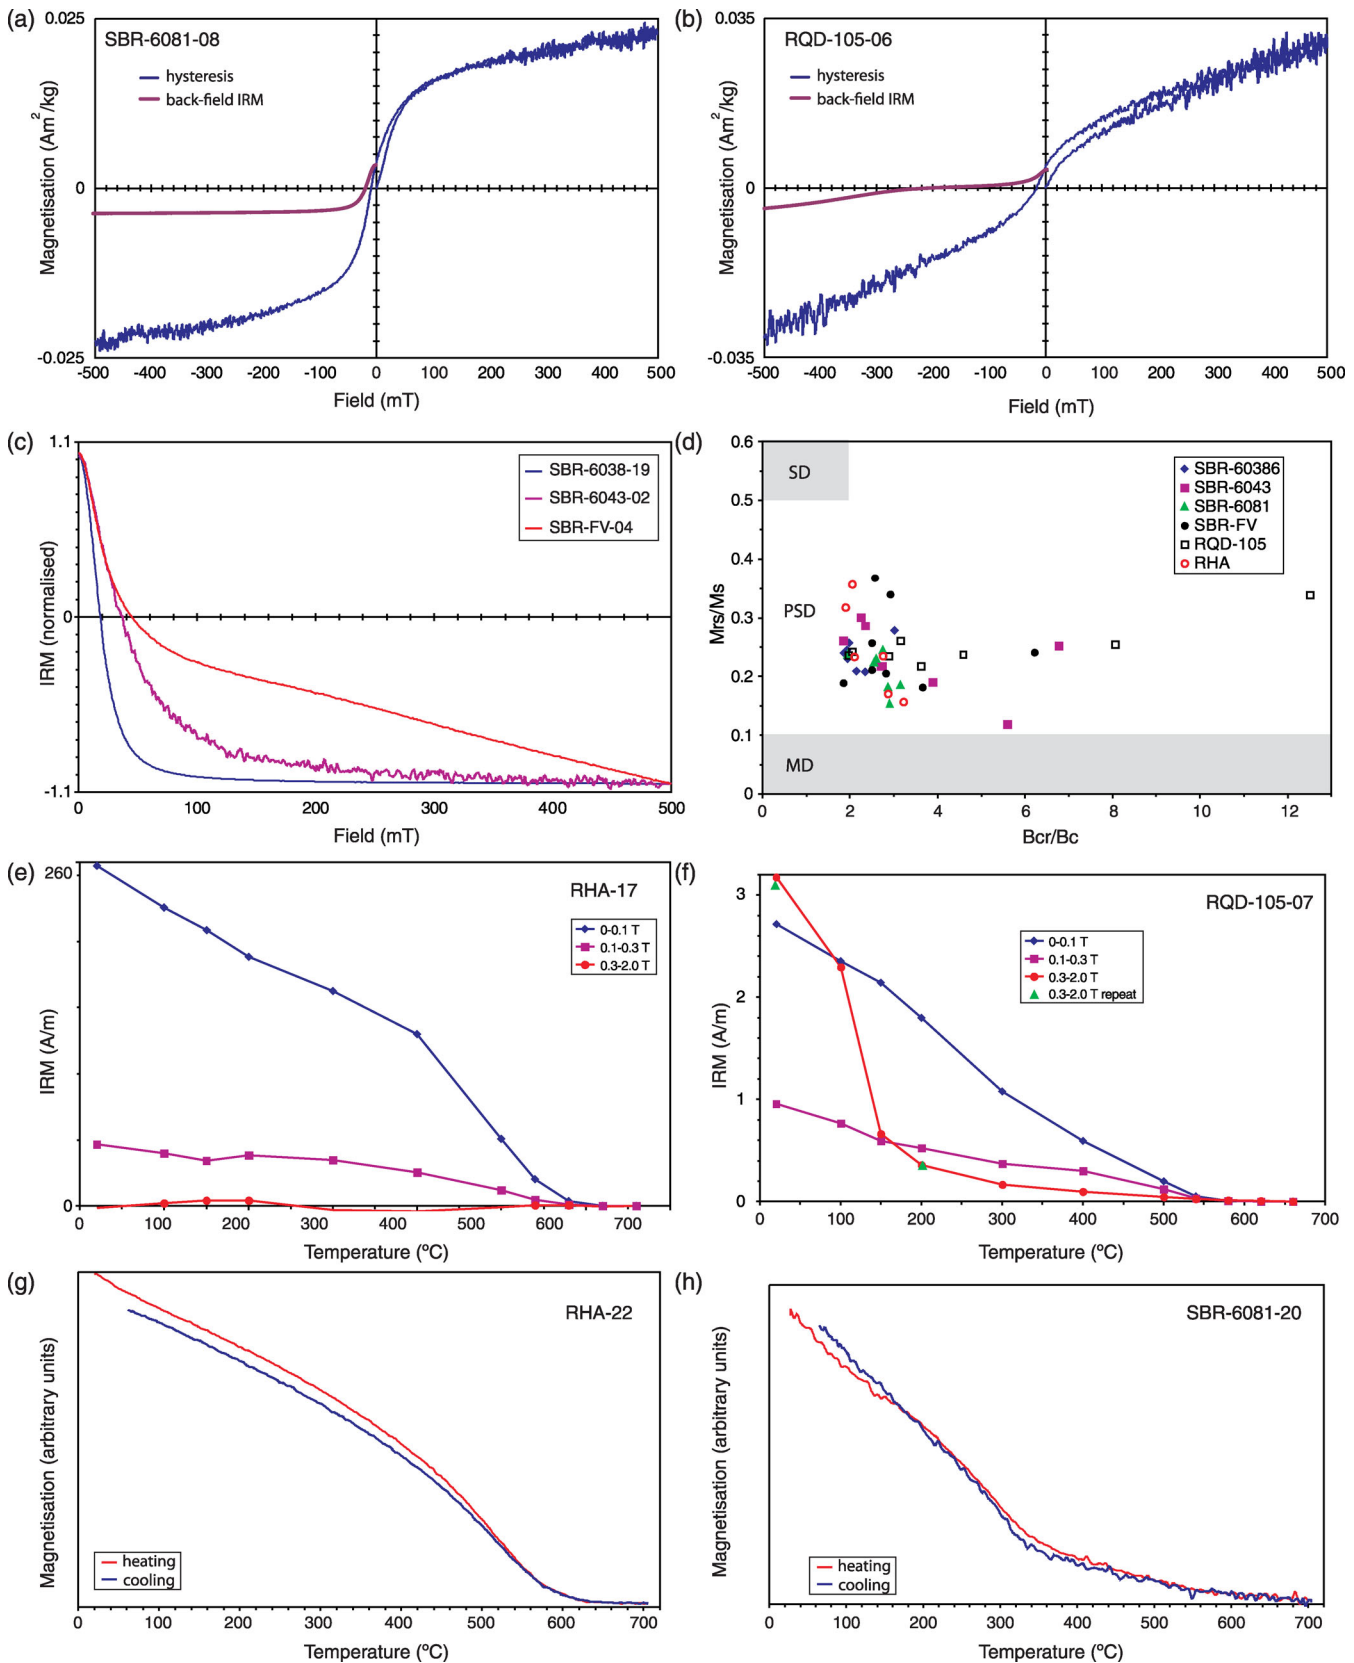 (a)
0.025
SBR-6081-08
hysteresis
back-field IRM
Magnetisation (Am²/kg)
0
-0.025
-500 -400 -300 -200 -100 0 100 200 300 400 500
Field (mT)
(b)
0.035
RQD-105-06
hysteresis
back-field IRM
Magnetisation (Am²/kg)
0
-0.035
-500 -400 -300 -200 -100 0 100 200 300 400 500
Field (mT)
(c)
1.1
SBR-6038-19
SBR-6043-02
SBR-FV-04
IRM (normalised)
0
-1.1
0 100 200 300 400 500
Field (mT)
(d)
0.6
0.5
0.4
0.3
0.2
0.1
0
SD
PSD
MD
SBR-60386
SBR-6043
SBR-6081
SBR-FV
RQD-105
RHA
Mrs/Ms
0 2 4 6 8 10 12
Bcr/Bc
(e)
260
RHA-17
0-0.1 T
0.1-0.3 T
0.3-2.0 T
IRM (A/m)
0
0 100 200 300 400 500 600 700
Temperature (ºC)
(f)
3
2
1
0
RQD-105-07
0-0.1 T
0.1-0.3 T
0.3-2.0 T
0.3-2.0 T repeat
IRM (A/m)
0 100 200 300 400 500 600 700
Temperature (ºC)
(g)
RHA-22
Magnetisation (arbitrary units)
heating
cooling
0 100 200 300 400 500 600 700
Temperature (ºC)
(h)
SBR-6081-20
Magnetisation (arbitrary units)
heating
cooling
0 100 200 300 400 500 600 700
Temperature (ºC)